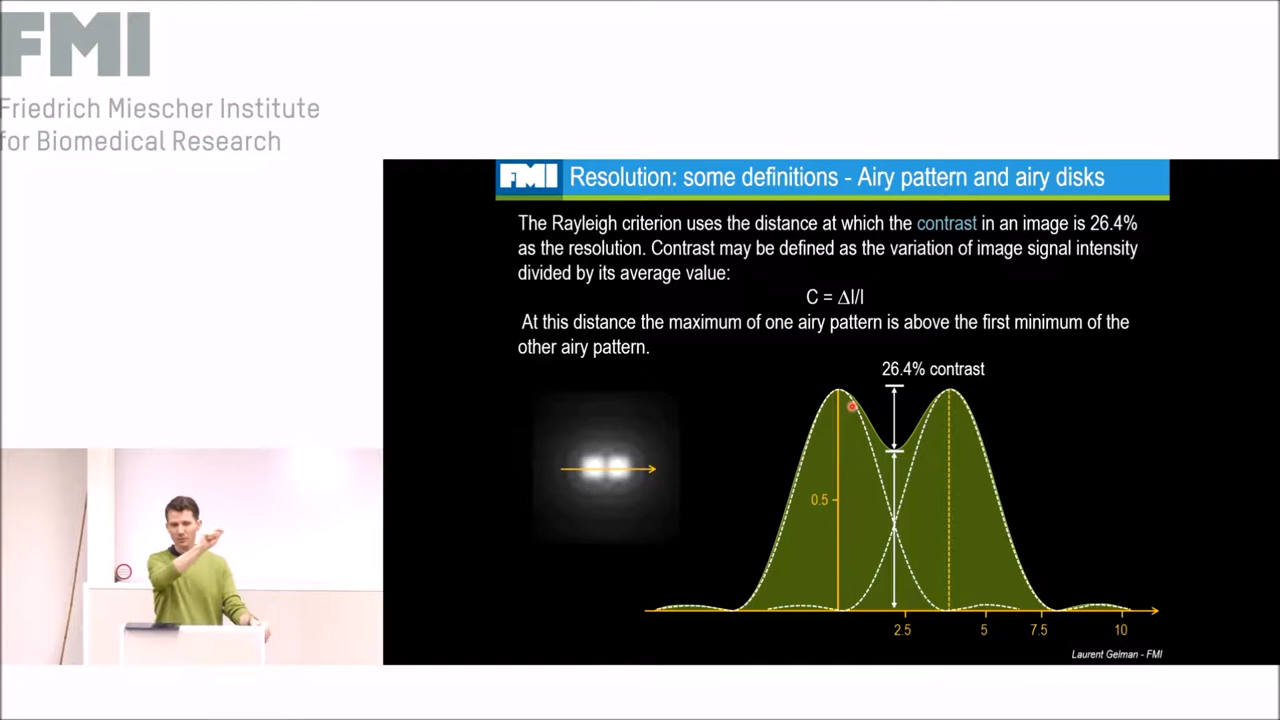 FMI
Friedrich Miescher Institute
for Biomedical Research
FMI Resolution: some definitions - Airy pattern and airy disks
The Rayleigh criterion uses the distance at which the contrast in an image is 26.4%
as the resolution. Contrast may be defined as the variation of image signal intensity
divided by its average value:
C = ΔI/I
At this distance the maximum of one airy pattern is above the first minimum of the
other airy pattern.
26.4% contrast
0.5
2.5 5 7.5 10
Laurent Gelman - FMI